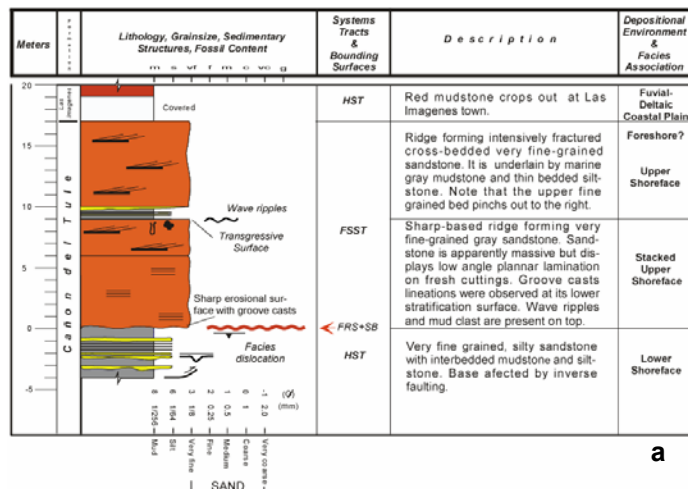 Meters
Lithology, Grainsize, Sedimentary
Structures, Fossil Content
m s vf f m c vc g
Systems
Tracts
&
Bounding
Surfaces
Description
Depositional
Environment
&
Facies
Association
20
15
10
5
0
-5
Las
Imagenes
Cañon del Tule
Covered
Wave ripples
Transgressive
Surface
Sharp erosional sur-
face with groove casts
Facies
dislocation
HST
FSST
FRS+SB
HST
Red mudstone crops out at Las
Imagenes town.
Ridge forming intensively fractured
cross-bedded very fine-grained
sandstone. It is underlain by marine
gray mudstone and thin bedded silt-
stone. Note that the upper fine
grained bed pinchs out to the right.
Sharp-based ridge forming very
fine-grained gray sandstone. Sand-
stone is apparently massive but dis-
plays low angle plannar lamination
on fresh cuttings. Groove casts
lineations were observed at its lower
stratification surface. Wave ripples
and mud clast are present on top.
Very fine grained, silty sandstone
with interbedded mudstone and silt-
stone. Base afected by inverse
faulting.
Fuvial-
Deltaic
Coastal Plain
Foreshore?
Upper
Shoreface
Stacked
Upper
Shoreface
Lower
Shoreface
8 6 3 2 1 0 -1 (Ø)
1/256 1/64 1/8 0.25 0.5 1 2.0 (mm)
Mud
Silt
Very fine
Fine
Medium
Coarse
Very coarse
SAND
a